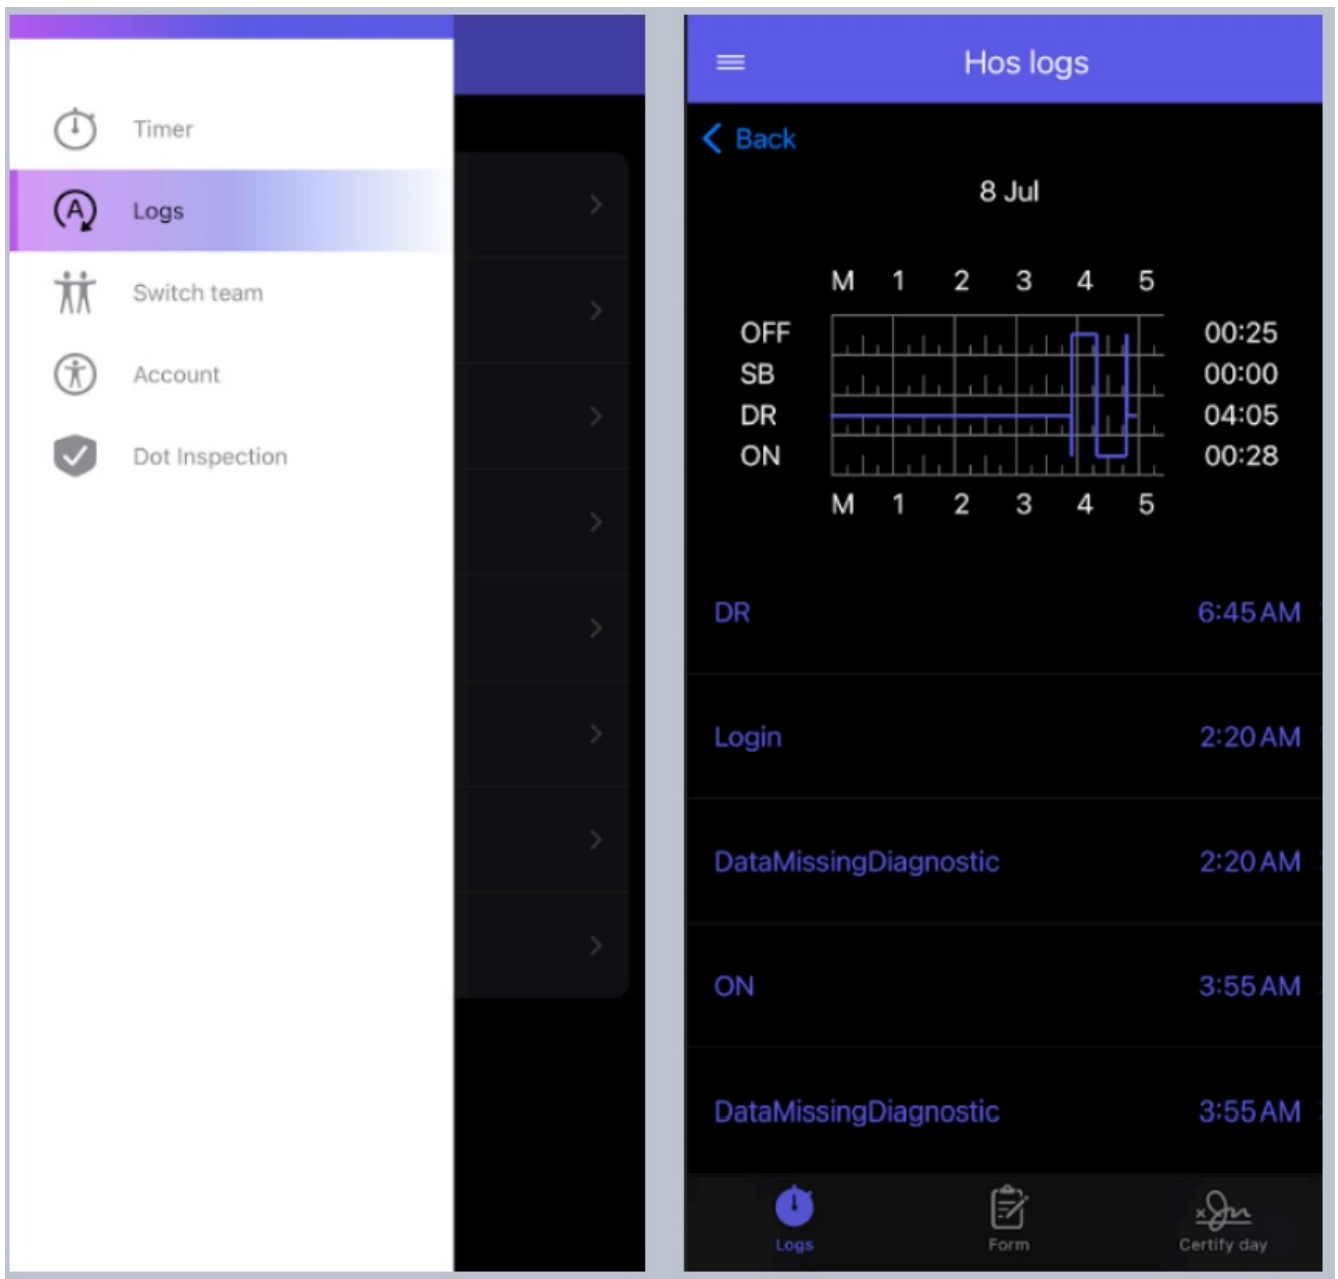 Timer
Logs
Switch team
Account
Dot Inspection
Hos logs
Back
8 Jul
M 1 2 3 4 5
OFF 00:25
SB 00:00
DR 04:05
ON 00:28
M 1 2 3 4 5
DR 6:45 AM
Login 2:20 AM
DataMissingDiagnostic 2:20 AM
ON 3:55 AM
DataMissingDiagnostic 3:55 AM
Logs Form Certify day